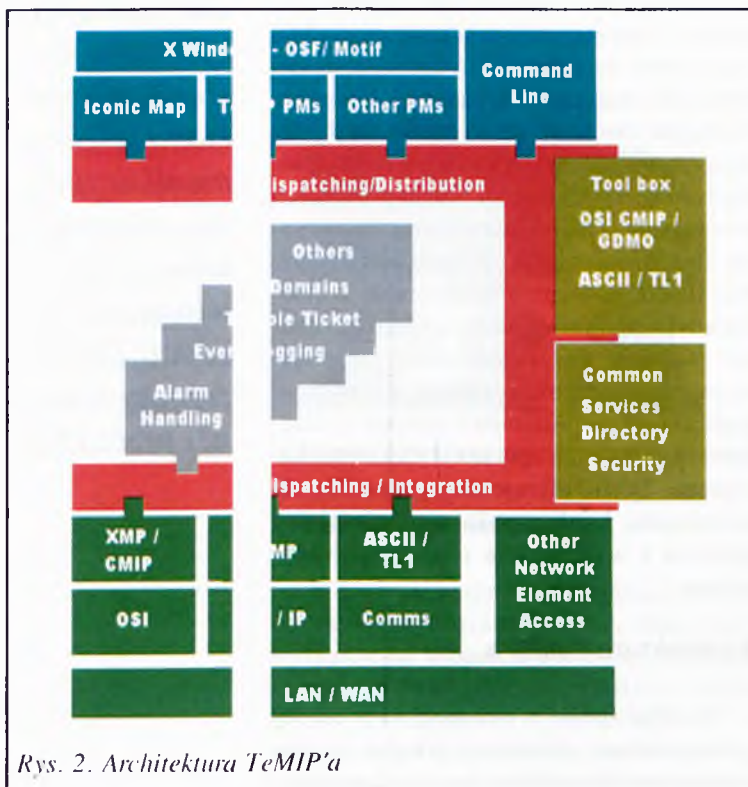 X Windo - OSF/ Motif
Command
Line
Iconic Map
PMs
Other PMs
ispatching/Distribution
Tool box
OSI CMIP /
GDMO
ASCII / TL1
Others
Domains
ble Ticket
Even gging
Alarm
Handling
Common
Services
Directory
Security
ispatching / Integration
XMP /
CMIP
MP
ASCII /
TL1
Other
Network
Element
Access
OSI
/ IP
Comms
LAN / WAN
Rys. 2. Architektura TeMIP'a